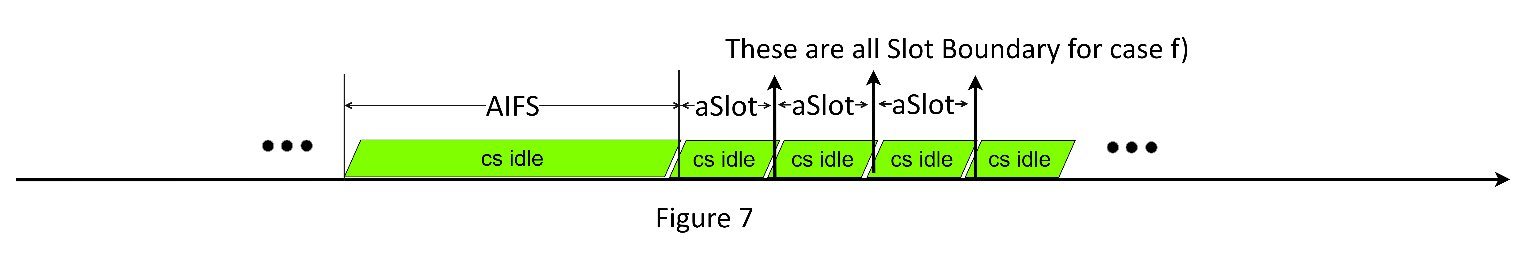 These are all Slot Boundary for case f)
AIFS aSlot aSlot aSlot
cs idle cs idle cs idle cs idle cs idle
Figure 7